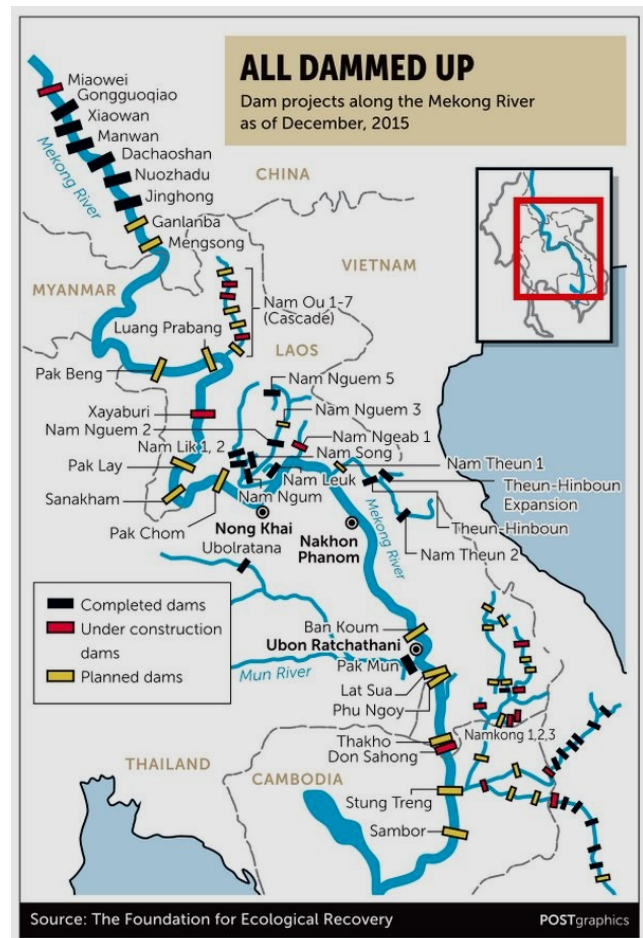 ALL DAMMED UP
Dam projects along the Mekong River
as of December, 2015
Miaowei
Gongguoqiao
Xiaowan
Manwan
Dachaoshan
Nuozhadu
Jinghong
Ganlanba
Mengsong
Mekong River
CHINA
VIETNAM
MYANMAR
Nam Ou 1-7
(Cascade)
Luang Prabang
LAOS
Pak Beng
Nam Nguem 5
Xayaburi
Nam Nguem 3
Nam Nguem 2
Nam Ngeab 1
Nam Lik 1, 2
Nam Song
Pak Lay
Nam Leuk
Nam Theun 1
Sanakham
Nam Ngum
Theun-Hinboun
Expansion
Pak Chom
Nong Khai
Theun-Hinboun
Nakhon
Phanom
Mekong River
Nam Theun 2
Ubolratana
Completed dams
Under construction
dams
Planned dams
Ban Koum
Ubon Ratchathani
Pak Mun
Mun River
Lat Sua
Phu Ngoy
Thakho
Namkong 1,2,3
Don Sahong
THAILAND
CAMBODIA
Stung Treng
Sambor
Source: The Foundation for Ecological Recovery
POSTgraphics